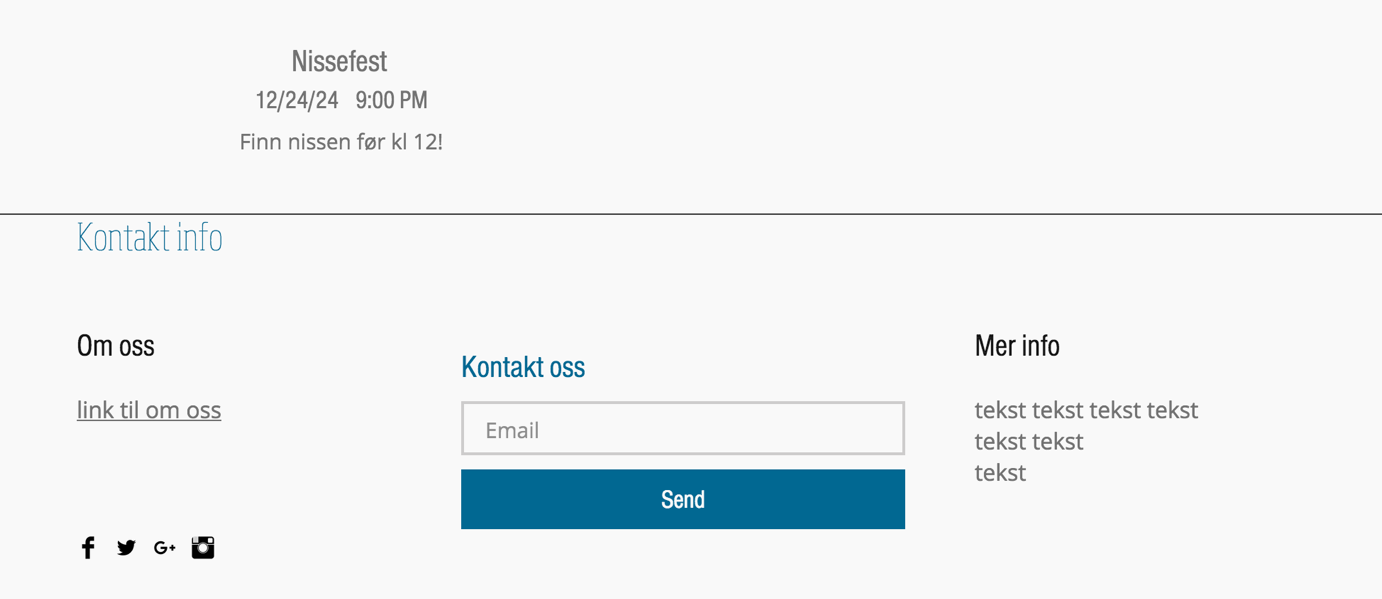 Nissefest
12/24/24 9:00 PM
Finn nissen før kl 12!
Kontakt info
Om oss
link til om oss
Kontakt oss
Email
Send
Mer info
tekst tekst tekst tekst
tekst tekst
tekst
G+